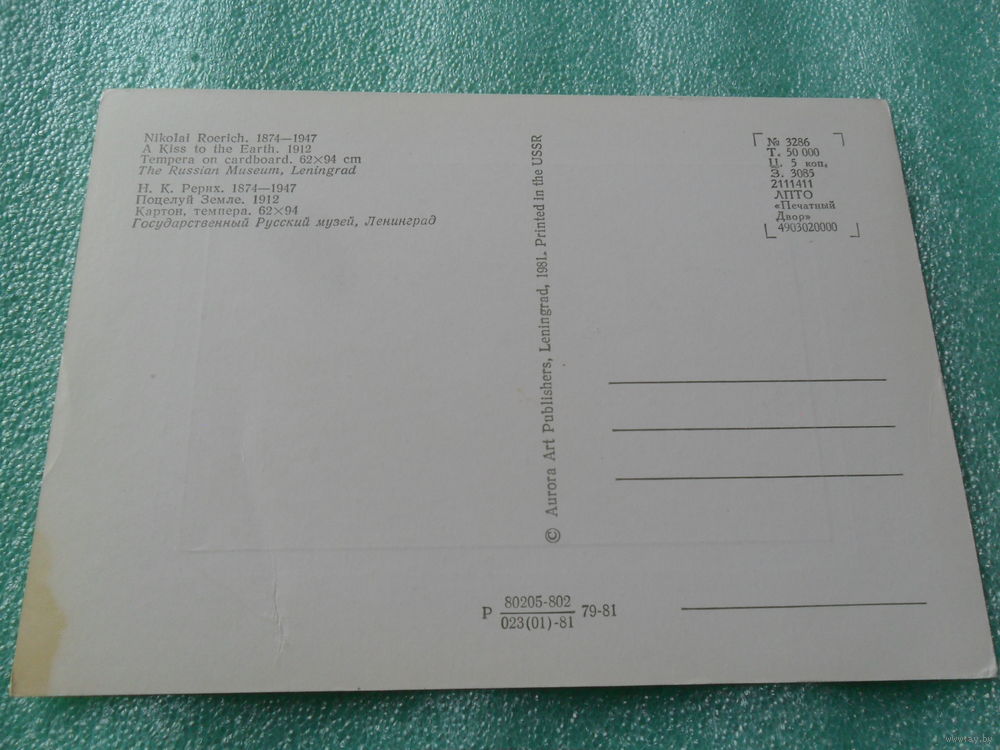 Nikolai Roerich. 1874—1947
A Kiss to the Earth. 1912
Tempera on cardboard. 62×94 cm
The Russian Museum, Leningrad
Н. К. Рерих. 1874—1947
Поцелуй Земле. 1912
Картон, темпера. 62×94
Государственный Русский музей, Ленинград
© Aurora Art Publishers, Leningrad, 1981. Printed in the USSR
№ 3286
Т. 50 000
Ц. 5 коп.
З. 3085
2111411
ЛПТО
«Печатный
Двор»
4903020000
Р 80205-802 79-81
023(01)-81
www.ay.by